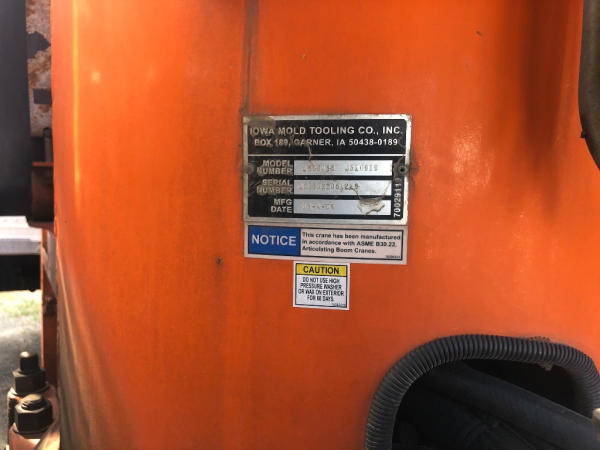 IOWA MOLD TOOLING CO., INC.
BOX 189, GARNER, IA 50438-0189
MODEL
NUMBER
SERIAL
NUMBER
MFG
DATE
70029119
NOTICE
This crane has been manufactured
in accordance with ASME B30.22,
Articulating Boom Cranes.
CAUTION
DO NOT USE HIGH
PRESSURE WASHER
OR WAX ON EXTERIOR
FOR 60 DAYS.